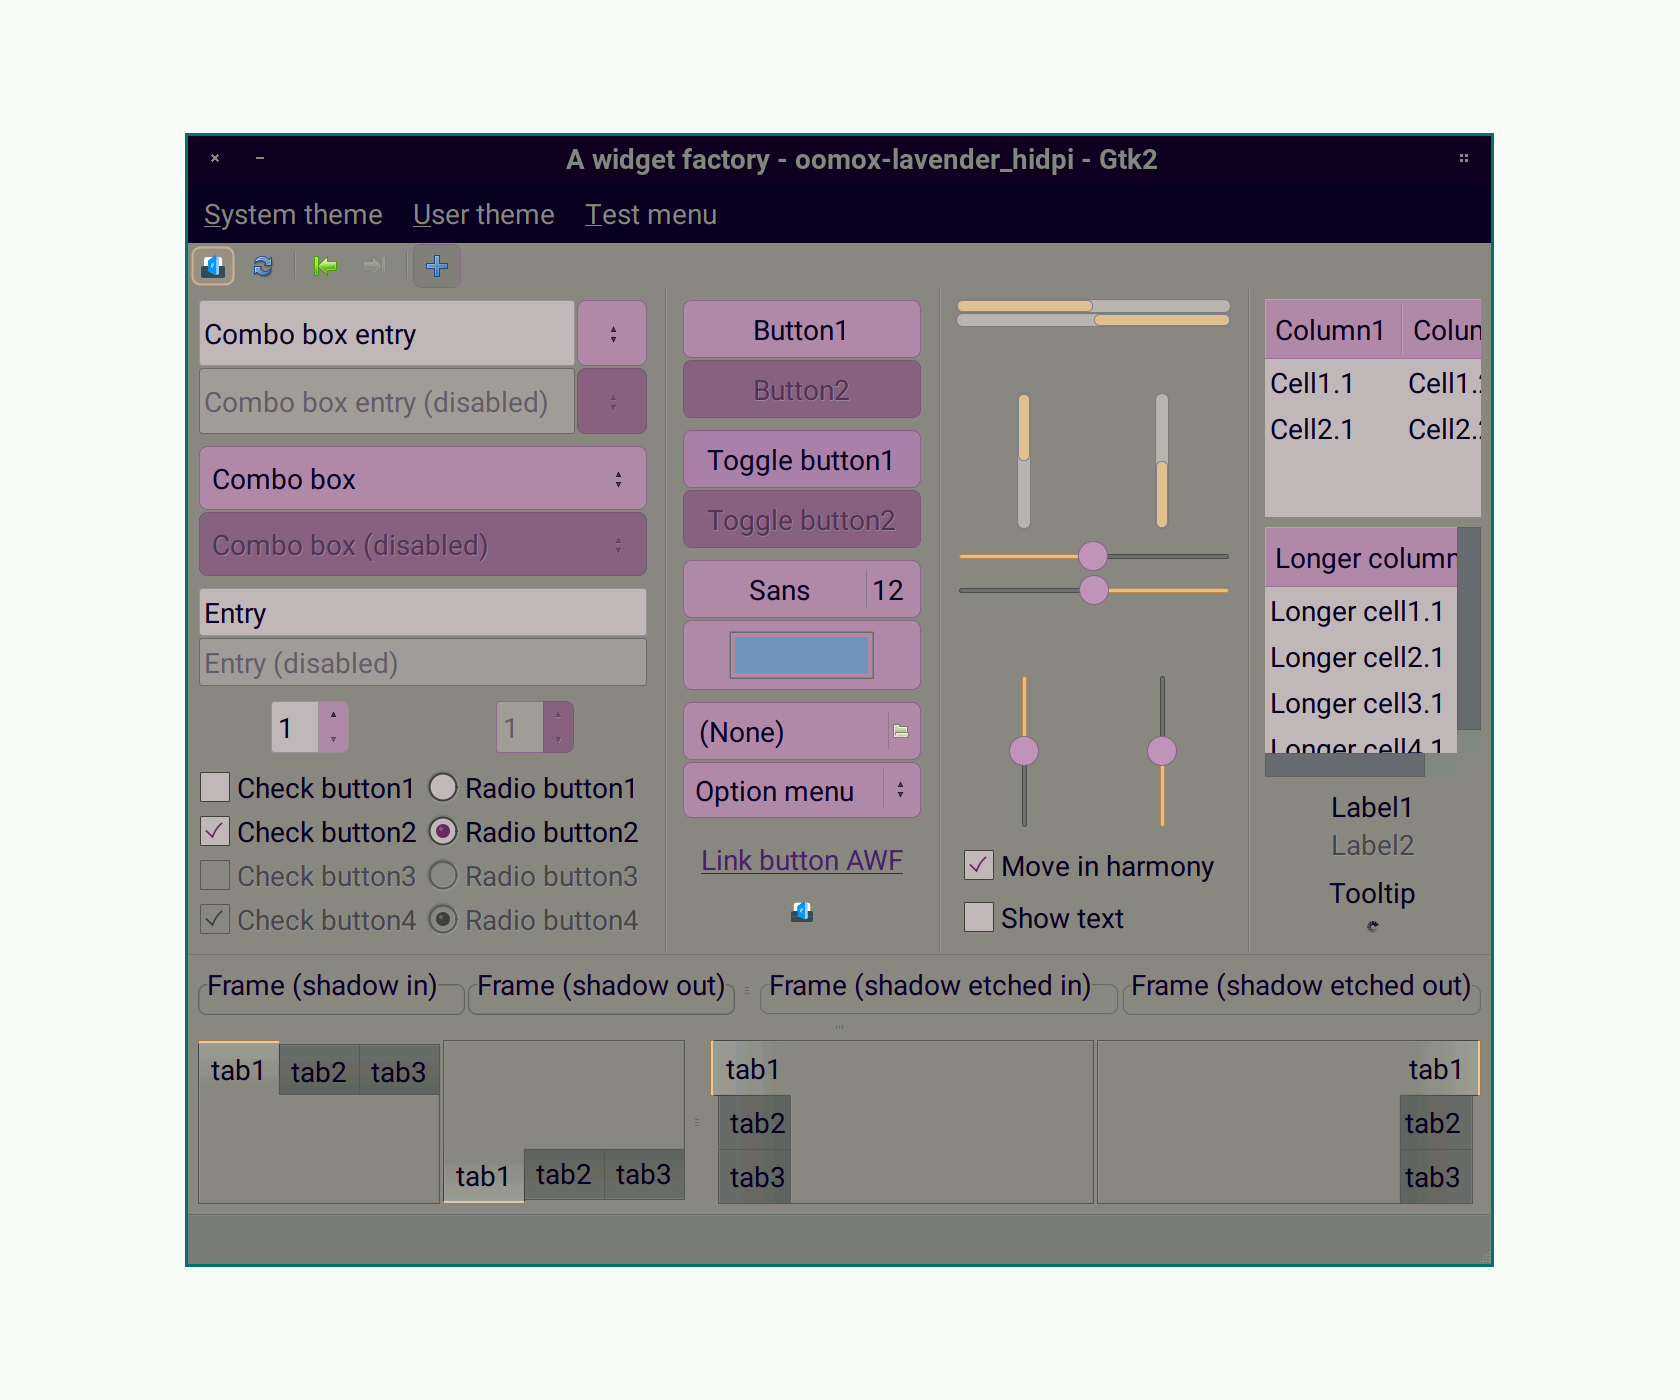 A widget factory - oomox-lavender_hidpi - Gtk2
System theme User theme Test menu
Combo box entry
Combo box entry (disabled)
Combo box
Combo box (disabled)
Entry
Entry (disabled)
1 1
Check button1 Radio button1
Check button2 Radio button2
Check button3 Radio button3
Check button4 Radio button4
Button1
Button2
Toggle button1
Toggle button2
Sans 12
(None)
Option menu
Link button AWF
Move in harmony
Show text
Column1 Colun
Cell1.1 Cell1.2
Cell2.1 Cell2.2
Longer column
Longer cell1.1
Longer cell2.1
Longer cell3.1
Longer cell4.1
Label1
Label2
Tooltip
Frame (shadow in) Frame (shadow out) Frame (shadow etched in) Frame (shadow etched out)
tab1 tab2 tab3
tab1 tab2 tab3
tab1
tab2
tab3
tab1
tab2
tab3